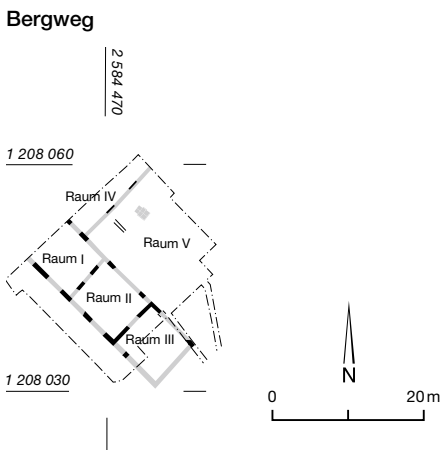 Bergweg
2 584 470
1 208 060
Raum IV
Raum V
Raum I
Raum II
Raum III
1 208 030
N
0 20 m